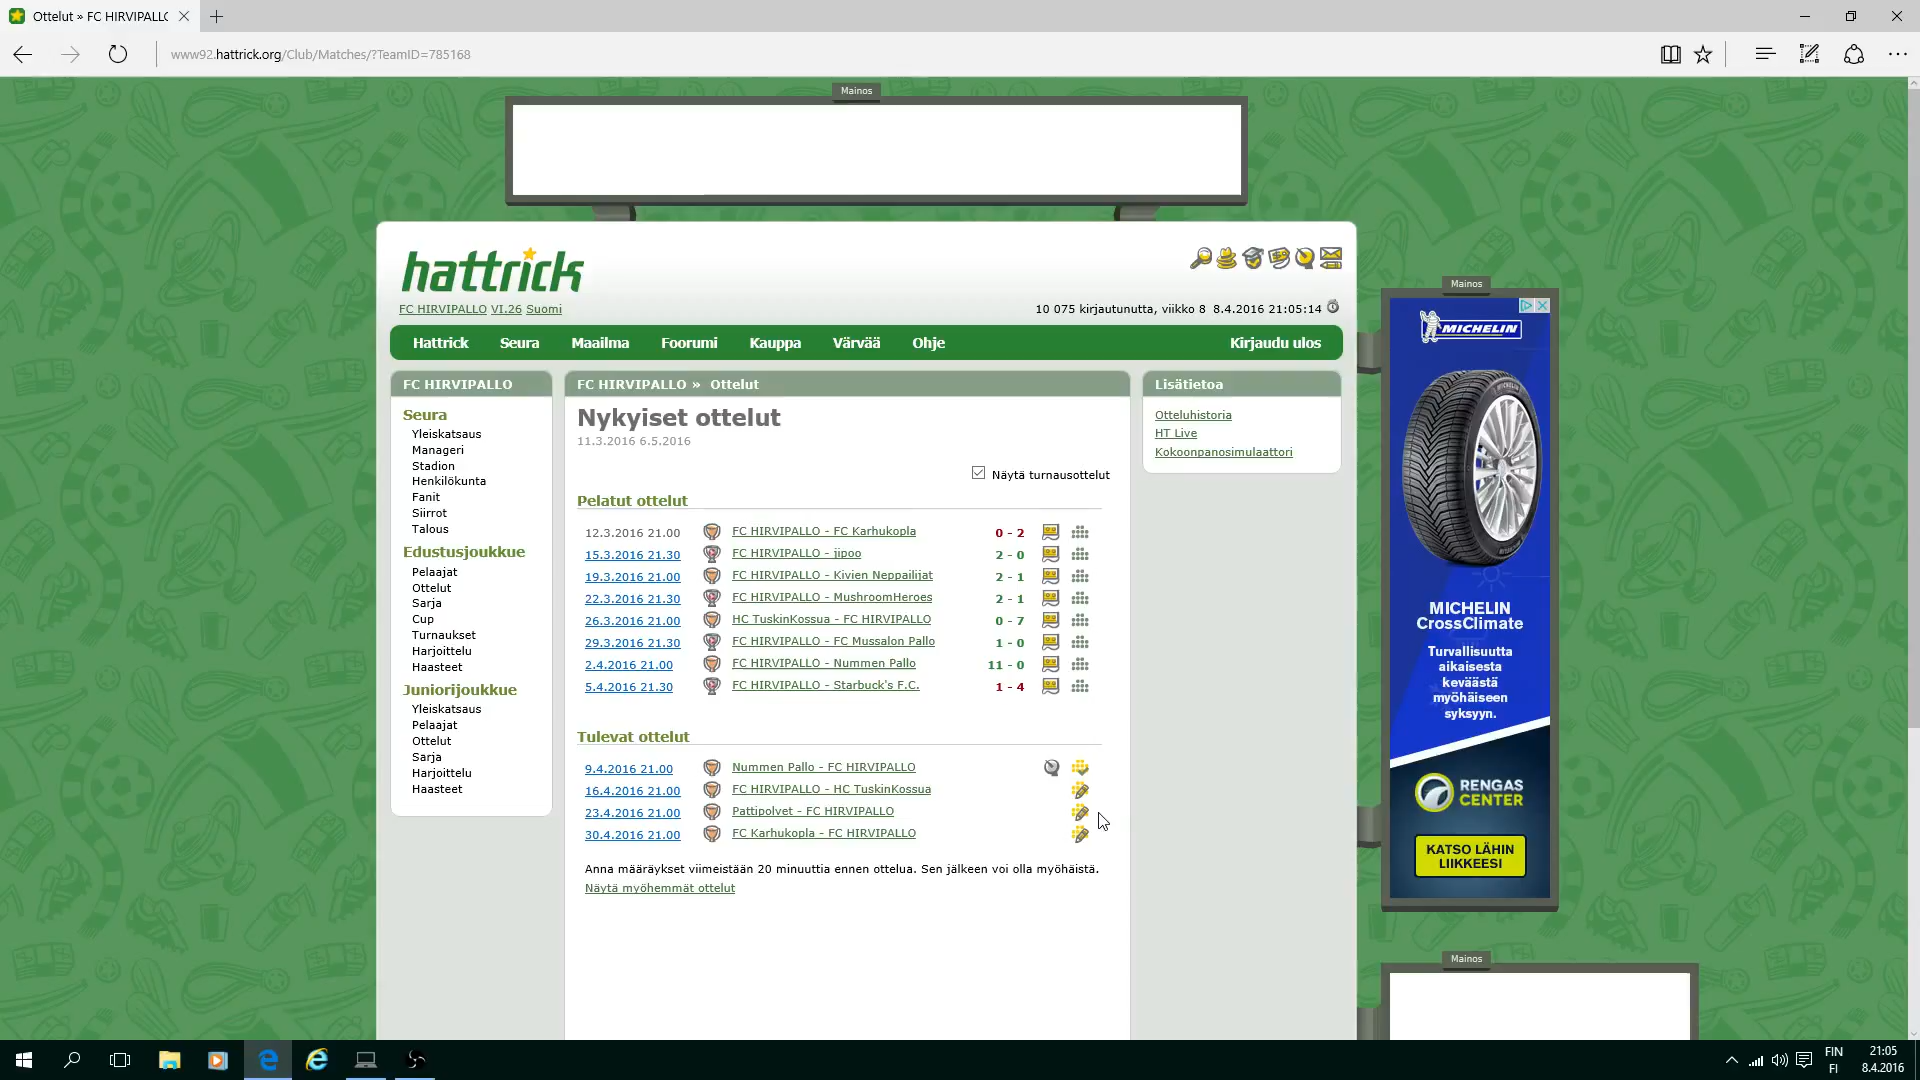 Ottelut » FC HIRVIPALLO
www92.hattrick.org/Club/Matches/?TeamID=785168
Mainos
hattrick
FC HIRVIPALLO VI.26 Suomi
10 075 kirjautunutta, viikko 8 8.4.2016 21:05:14
Hattrick Seura Maailma Foorumi Kauppa Värvää Ohje Kirjaudu ulos
FC HIRVIPALLO
Seura
Yleiskatsaus
Manageri
Stadion
Henkilökunta
Fanit
Siirrot
Talous
Edustusjoukkue
Pelaajat
Ottelut
Sarja
Cup
Turnaukset
Harjoittelu
Haasteet
Juniorijoukkue
Yleiskatsaus
Pelaajat
Ottelut
Sarja
Harjoittelu
Haasteet
FC HIRVIPALLO » Ottelut
Nykyiset ottelut
11.3.2016 6.5.2016
Näytä turnausottelut
Pelatut ottelut
12.3.2016 21.00 FC HIRVIPALLO - FC Karhukopla 0 - 2
15.3.2016 21.30 FC HIRVIPALLO - jipoo 2 - 0
19.3.2016 21.00 FC HIRVIPALLO - Kivien Neppailijat 2 - 1
22.3.2016 21.30 FC HIRVIPALLO - MushroomHeroes 2 - 1
26.3.2016 21.00 HC TuskinKossua - FC HIRVIPALLO 0 - 7
29.3.2016 21.30 FC HIRVIPALLO - FC Mussalon Pallo 1 - 0
2.4.2016 21.00 FC HIRVIPALLO - Nummen Pallo 11 - 0
5.4.2016 21.30 FC HIRVIPALLO - Starbuck's F.C. 1 - 4
Tulevat ottelut
9.4.2016 21.00 Nummen Pallo - FC HIRVIPALLO
16.4.2016 21.00 FC HIRVIPALLO - HC TuskinKossua
23.4.2016 21.00 Pattipolvet - FC HIRVIPALLO
30.4.2016 21.00 FC Karhukopla - FC HIRVIPALLO
Anna määräykset viimeistään 20 minuuttia ennen ottelua. Sen jälkeen voi olla myöhäistä.
Näytä myöhemmät ottelut
Lisätietoa
Otteluhistoria
HT Live
Kokoonpanosimulaattori
Mainos
MICHELIN
MICHELIN
CrossClimate
Turvallisuutta
aikaisesta
keväästä
myöhäiseen
syksyyn.
RENGAS
CENTER
KATSO LÄHIN
LIIKKEESI
Mainos
FIN
FI
21:05
8.4.2016